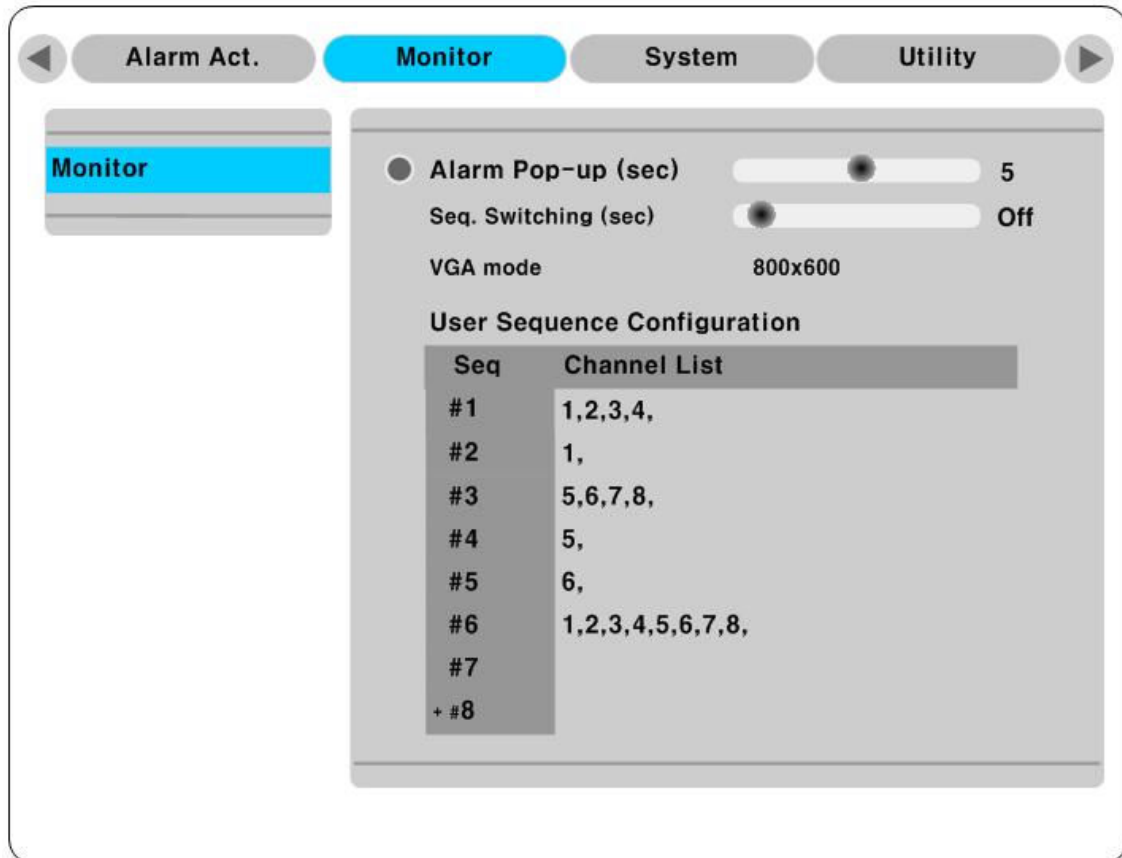 Alarm Act. Monitor System Utility
Monitor
Alarm Pop-up (sec) 5
Seq. Switching (sec) Off
VGA mode 800x600
User Sequence Configuration
Seq Channel List
#1 1,2,3,4,
#2 1,
#3 5,6,7,8,
#4 5,
#5 6,
#6 1,2,3,4,5,6,7,8,
#7
+ #8